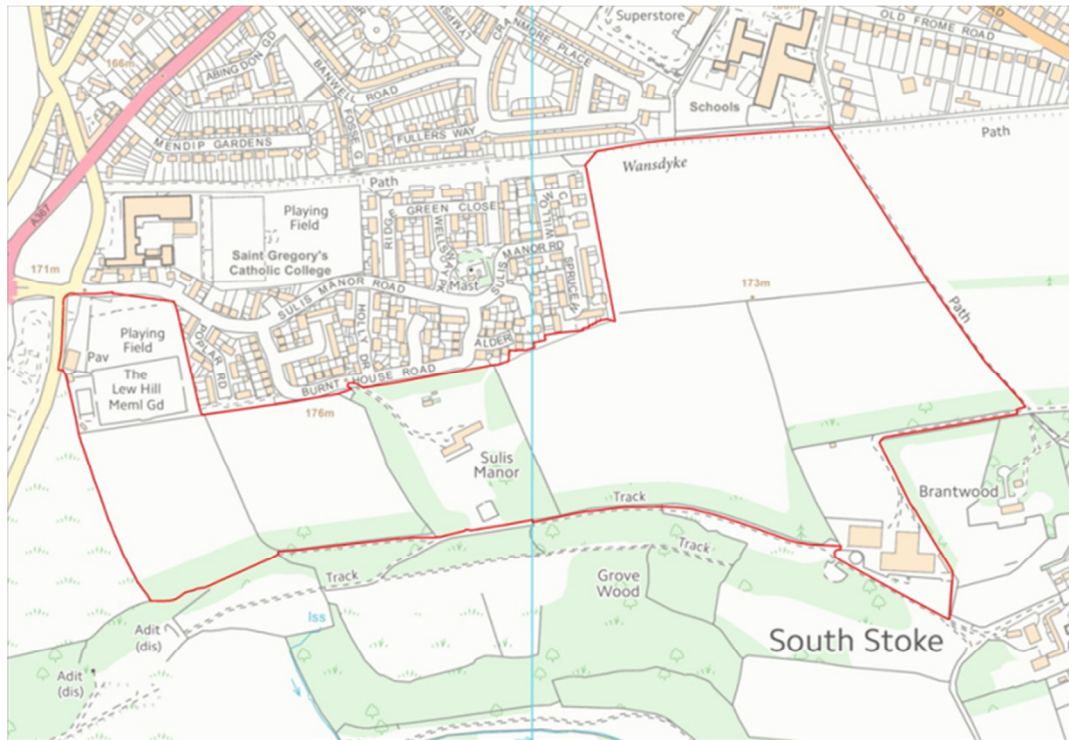 Superstore
OLD FROME ROAD
166m
ABINGDON GD
BANWELL ROAD
CRANMORE PLACE
FOSSE G
FULLERS WAY
MENDIP GARDENS
Schools
Path
Wansdyke
Path
A367
Playing
Field
GREEN CLOSE
RIDGE
Saint Gregory's
Catholic College
MANOR RD
SULIS
SPRUCE W
Mast
171m
SULIS MANOR ROAD
173m
Path
Playing
Field
POPLAR RD
HOLLY DR
ALDER
Pav
The
Lew Hill
Meml Gd
BURNT HOUSE ROAD
176m
Sulis
Manor
Brantwood
Track
Track
Track
Grove
Wood
Iss
Adit
(dis)
South Stoke
Adit
(dis)